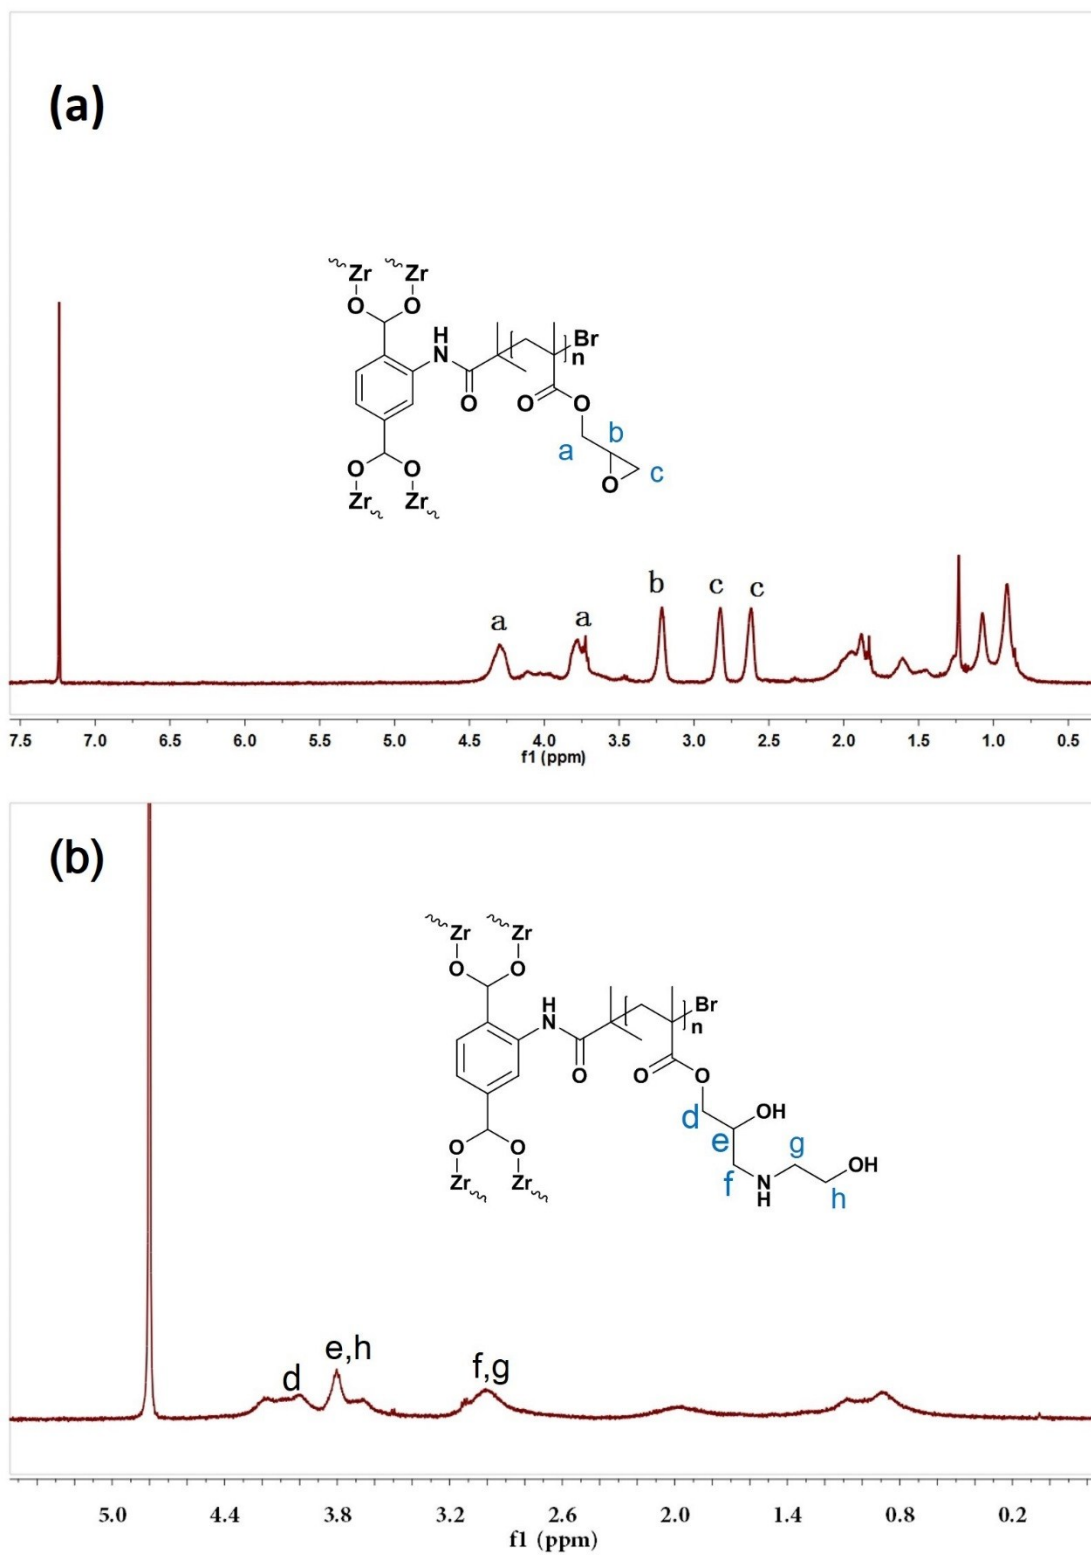 (a)
Zr Zr
O O
H
N
Br
n
O
O O
b
a
O c
O O
Zr Zr
a a b c c
7.5 7.0 6.5 6.0 5.5 5.0 4.5 4.0 3.5 3.0 2.5 2.0 1.5 1.0 0.5
f1 (ppm)
(b)
Zr Zr
O O
H
N
Br
n
O
O O
d OH
e g
O O OH
f N
H h
Zr Zr
d e,h f,g
5.0 4.4 3.8 3.2 2.6 2.0 1.4 0.8 0.2
f1 (ppm)